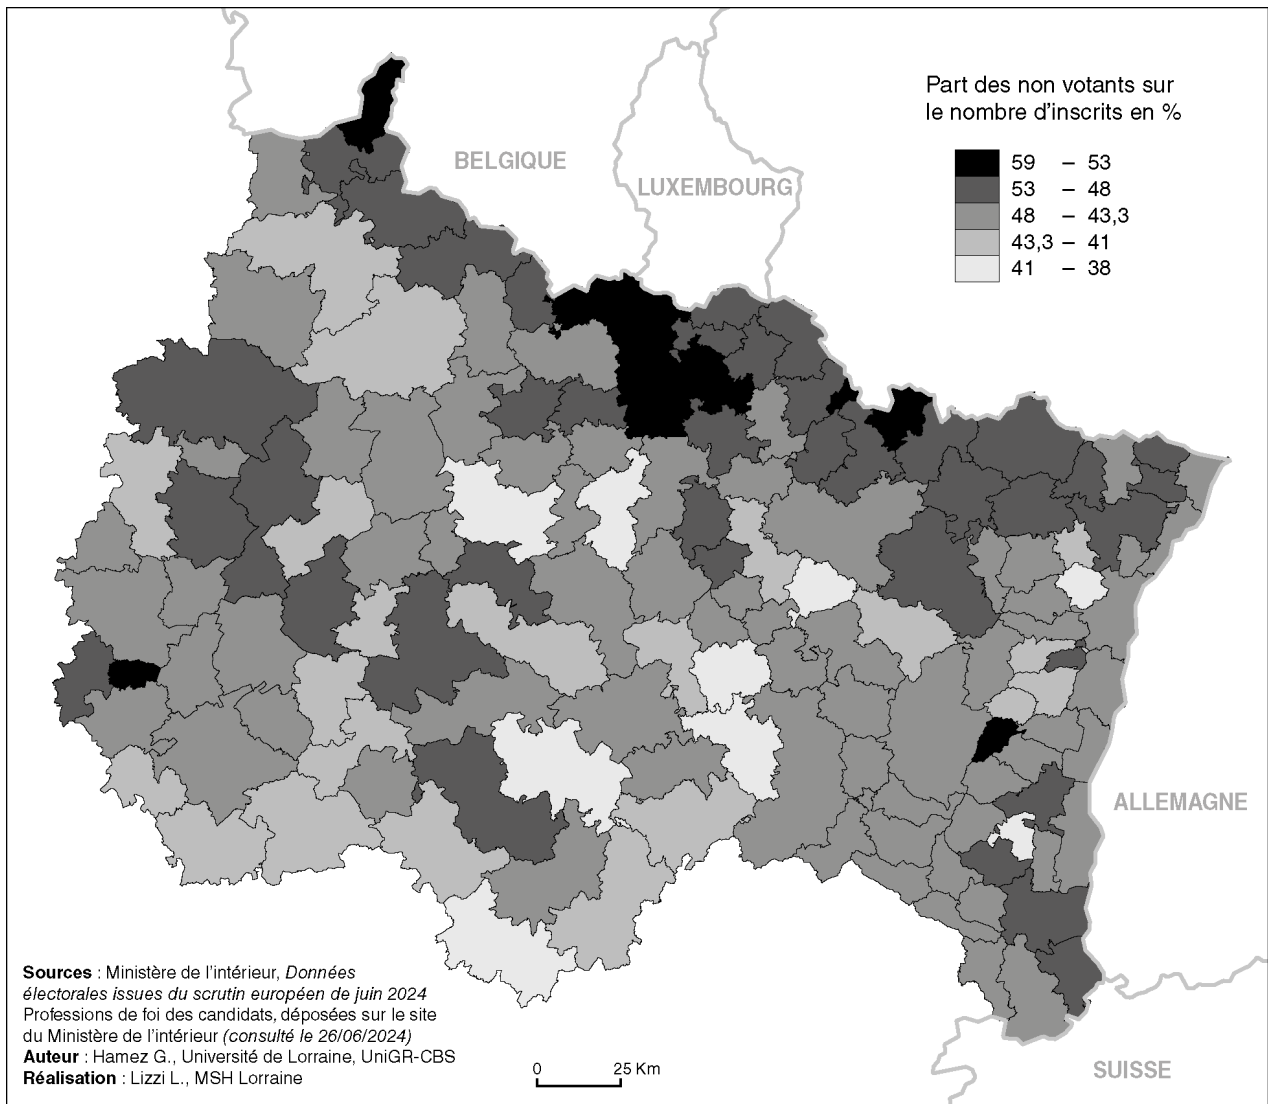 Part des non votants sur
le nombre d'inscrits en %
59 – 53
53 – 48
48 – 43,3
43,3 – 41
41 – 38
BELGIQUE
LUXEMBOURG
ALLEMAGNE
SUISSE
Sources : Ministère de l'intérieur, Données
électorales issues du scrutin européen de juin 2024
Professions de foi des candidats, déposées sur le site
du Ministère de l'intérieur (consulté le 26/06/2024)
Auteur : Hamez G., Université de Lorraine, UniGR-CBS
Réalisation : Lizzi L., MSH Lorraine
0 25 Km